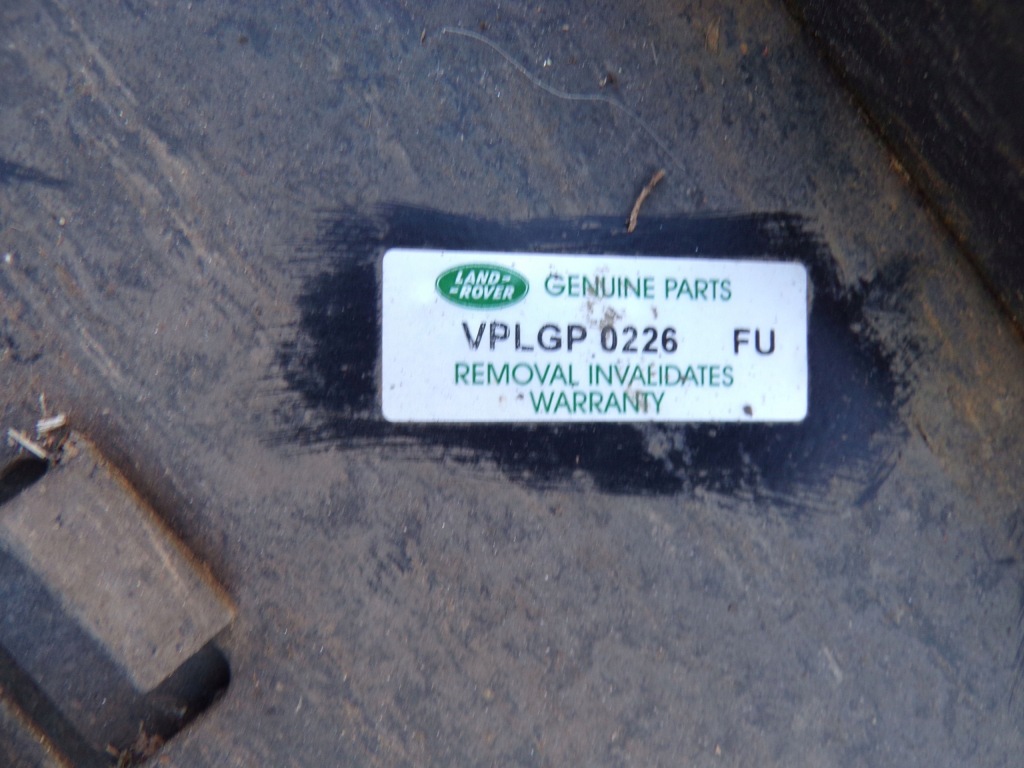 LAND-
-ROVER
GENUINE PARTS
VPLGP 0226 FU
REMOVAL INVALIDATES
WARRANTY